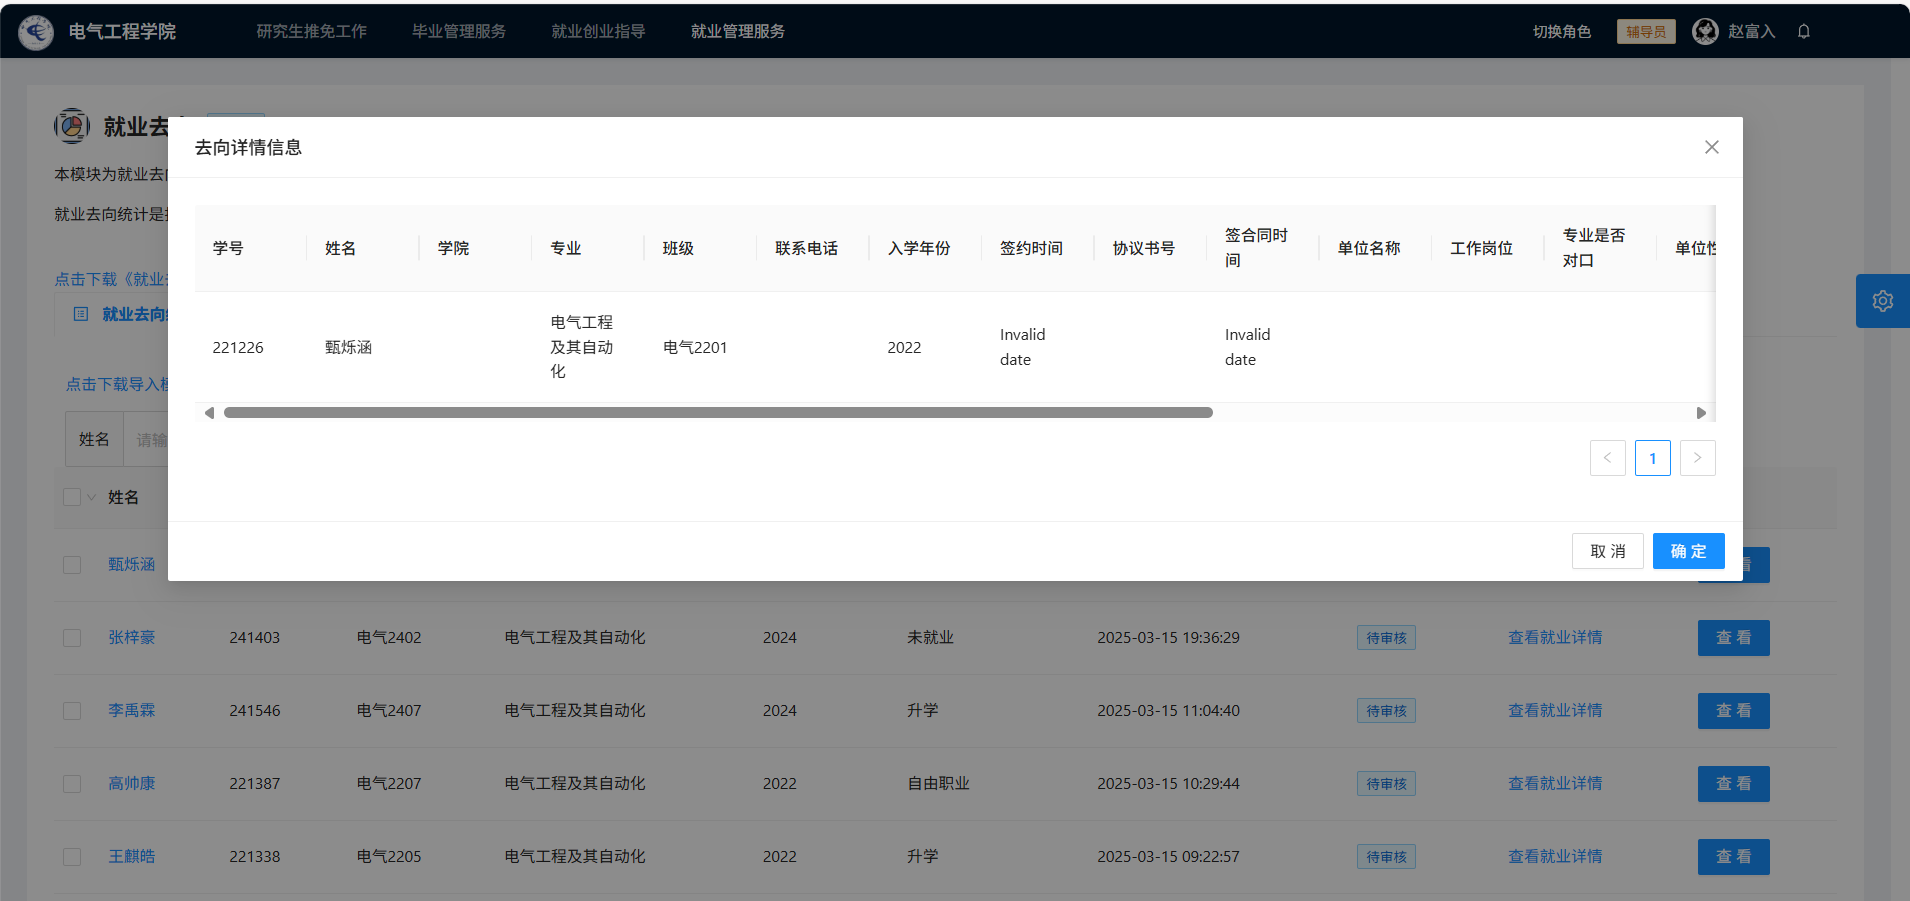 电气工程学院 研究生推免工作 毕业管理服务 就业创业指导 就业管理服务 切换角色 辅导员 赵富入
就业去
本模块为就业去
就业去向统计是
点击下载《就业
就业去向
点击下载导入
姓名 请输
姓名
去向详情信息
学号 姓名 学院 专业 班级 联系电话 入学年份 签约时间 协议书号 签合同时 单位名称 工作岗位 专业是否 单位性
间 对口
221226 甄烁涵 电气工程 电气2201 2022 Invalid Invalid
及其自动 date date
化
1
取 消 确 定
甄烁涵 看
张梓豪 241403 电气2402 电气工程及其自动化 2024 未就业 2025-03-15 19:36:29 待审核 查看就业详情 查 看
李禹霖 241546 电气2407 电气工程及其自动化 2024 升学 2025-03-15 11:04:40 待审核 查看就业详情 查 看
高帅康 221387 电气2207 电气工程及其自动化 2022 自由职业 2025-03-15 10:29:44 待审核 查看就业详情 查 看
王麒皓 221338 电气2205 电气工程及其自动化 2022 升学 2025-03-15 09:22:57 待审核 查看就业详情 查 看